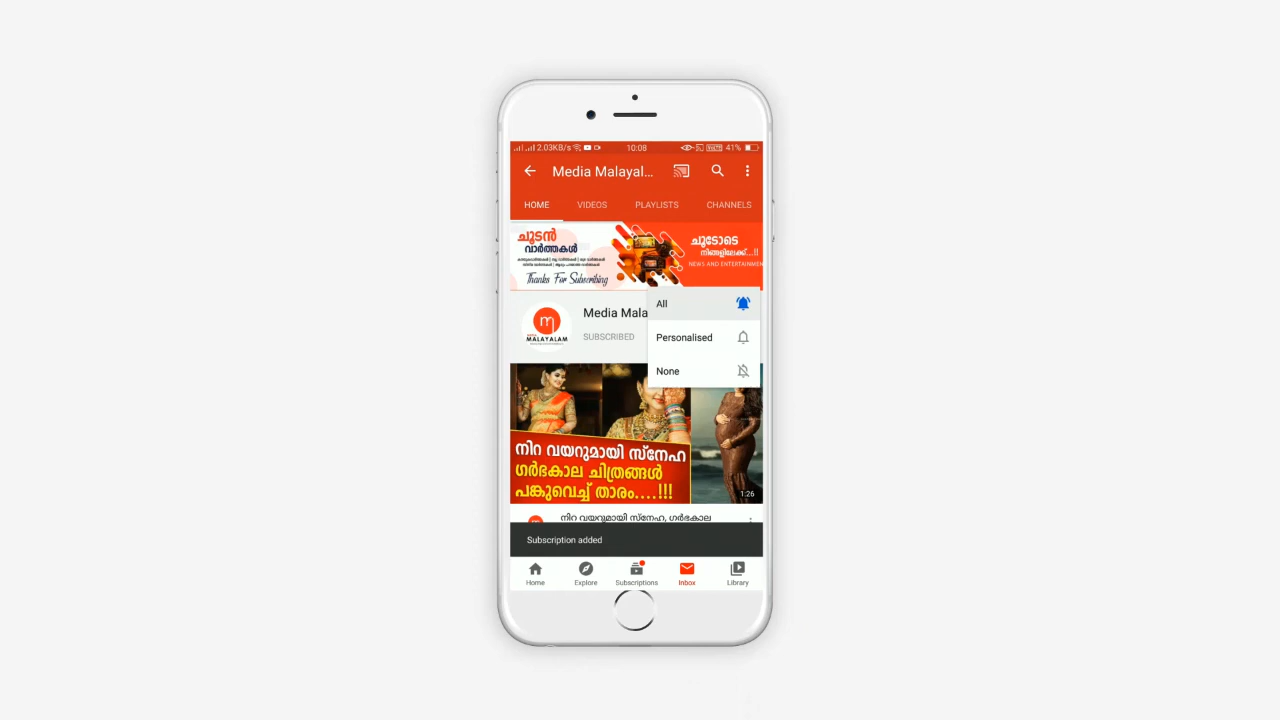 2.03KB/s
10:08
41%
Media Malayal...
HOME
VIDEOS
PLAYLISTS
CHANNELS
ചൂടൻ
വാർത്തകൾ
Thanks For Subscribing
ചൂടോടെ
നിങ്ങളിലേക്ക്...!!
NEWS AND ENTERTAINMEN
MALAYALAM
Media Mala
SUBSCRIBED
All
Personalised
None
നിറ വയറുമായി സ്നേഹ
ഗർഭകാല ചിത്രങ്ങൾ
പങ്കുവെച്ച് താരം....!!!
1:26
നിറ വയറുമായി സ്നേഹ, ഗർഭകാല
Subscription added
Home
Explore
Subscriptions
Inbox
Library